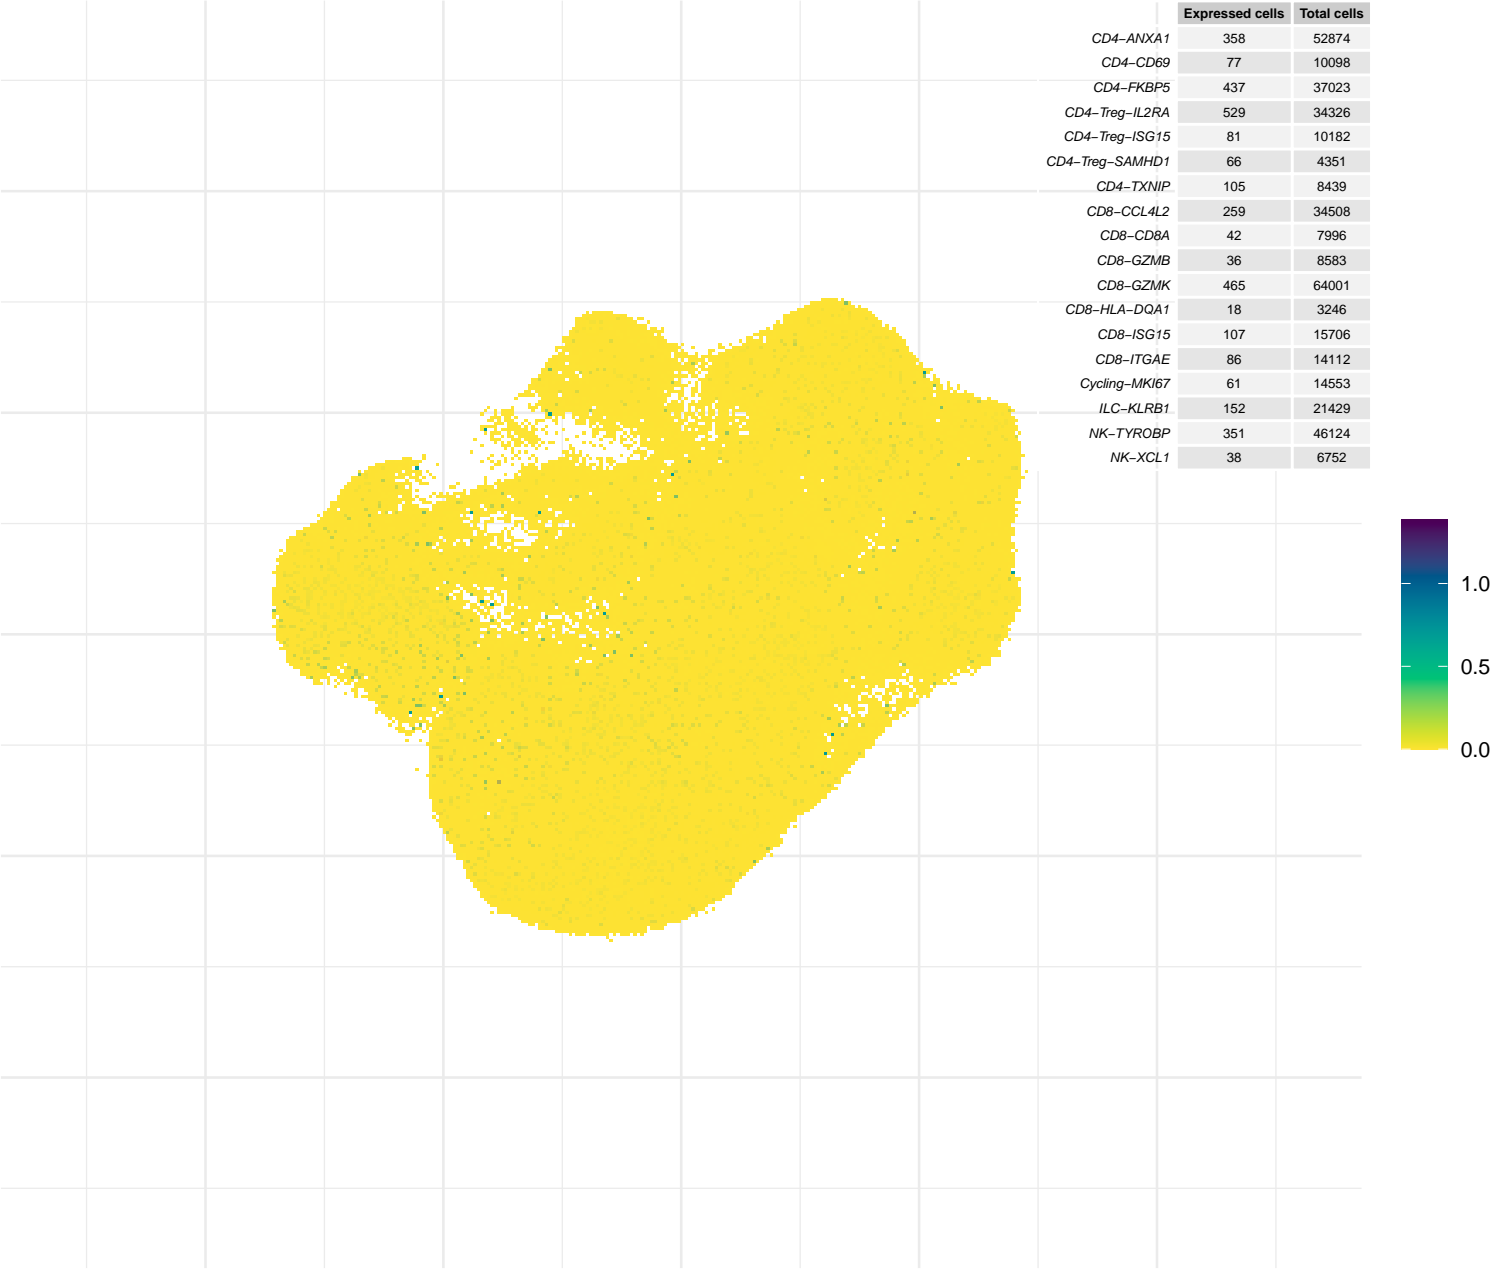 Expressed cells Total cells
CD4−ANXA1 358 52874
CD4−CD69 77 10098
CD4−FKBP5 437 37023
CD4−Treg−IL2RA 529 34326
CD4−Treg−ISG15 81 10182
CD4−Treg−SAMHD1 66 4351
CD4−TXNIP 105 8439
CD8−CCL4L2 259 34508
CD8−CD8A 42 7996
CD8−GZMB 36 8583
CD8−GZMK 465 64001
CD8−HLA−DQA1 18 3246
CD8−ISG15 107 15706
CD8−ITGAE 86 14112
Cycling−MKI67 61 14553
ILC−KLRB1 152 21429
NK−TYROBP 351 46124
NK−XCL1 38 6752
1.0
0.5
0.0